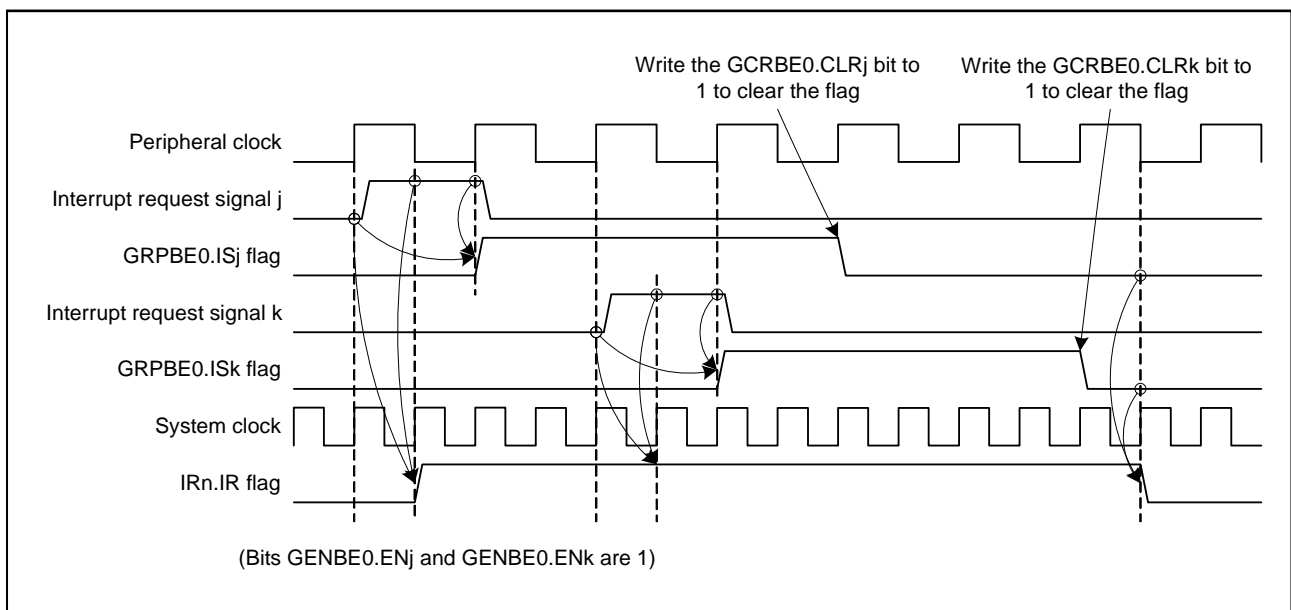 Write the GCRBE0.CLRj bit to
1 to clear the flag
Write the GCRBE0.CLRk bit to
1 to clear the flag
Peripheral clock
Interrupt request signal j
GRPBE0.ISj flag
Interrupt request signal k
GRPBE0.ISk flag
System clock
IRn.IR flag
(Bits GENBE0.ENj and GENBE0.ENk are 1)